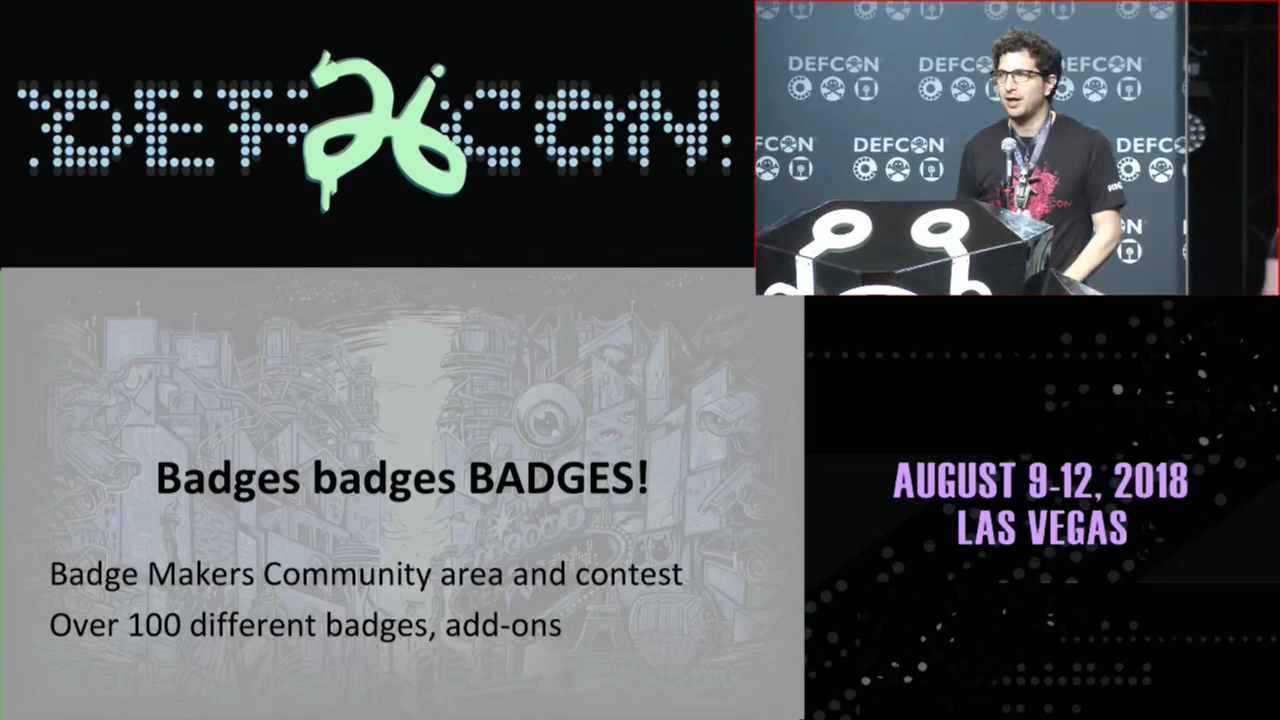 DEFCON 26
DEFCON DEFCON DEFCON
DEFCON DEFCON
Badges badges BADGES!
Badge Makers Community area and contest
Over 100 different badges, add-ons
AUGUST 9-12, 2018
LAS VEGAS